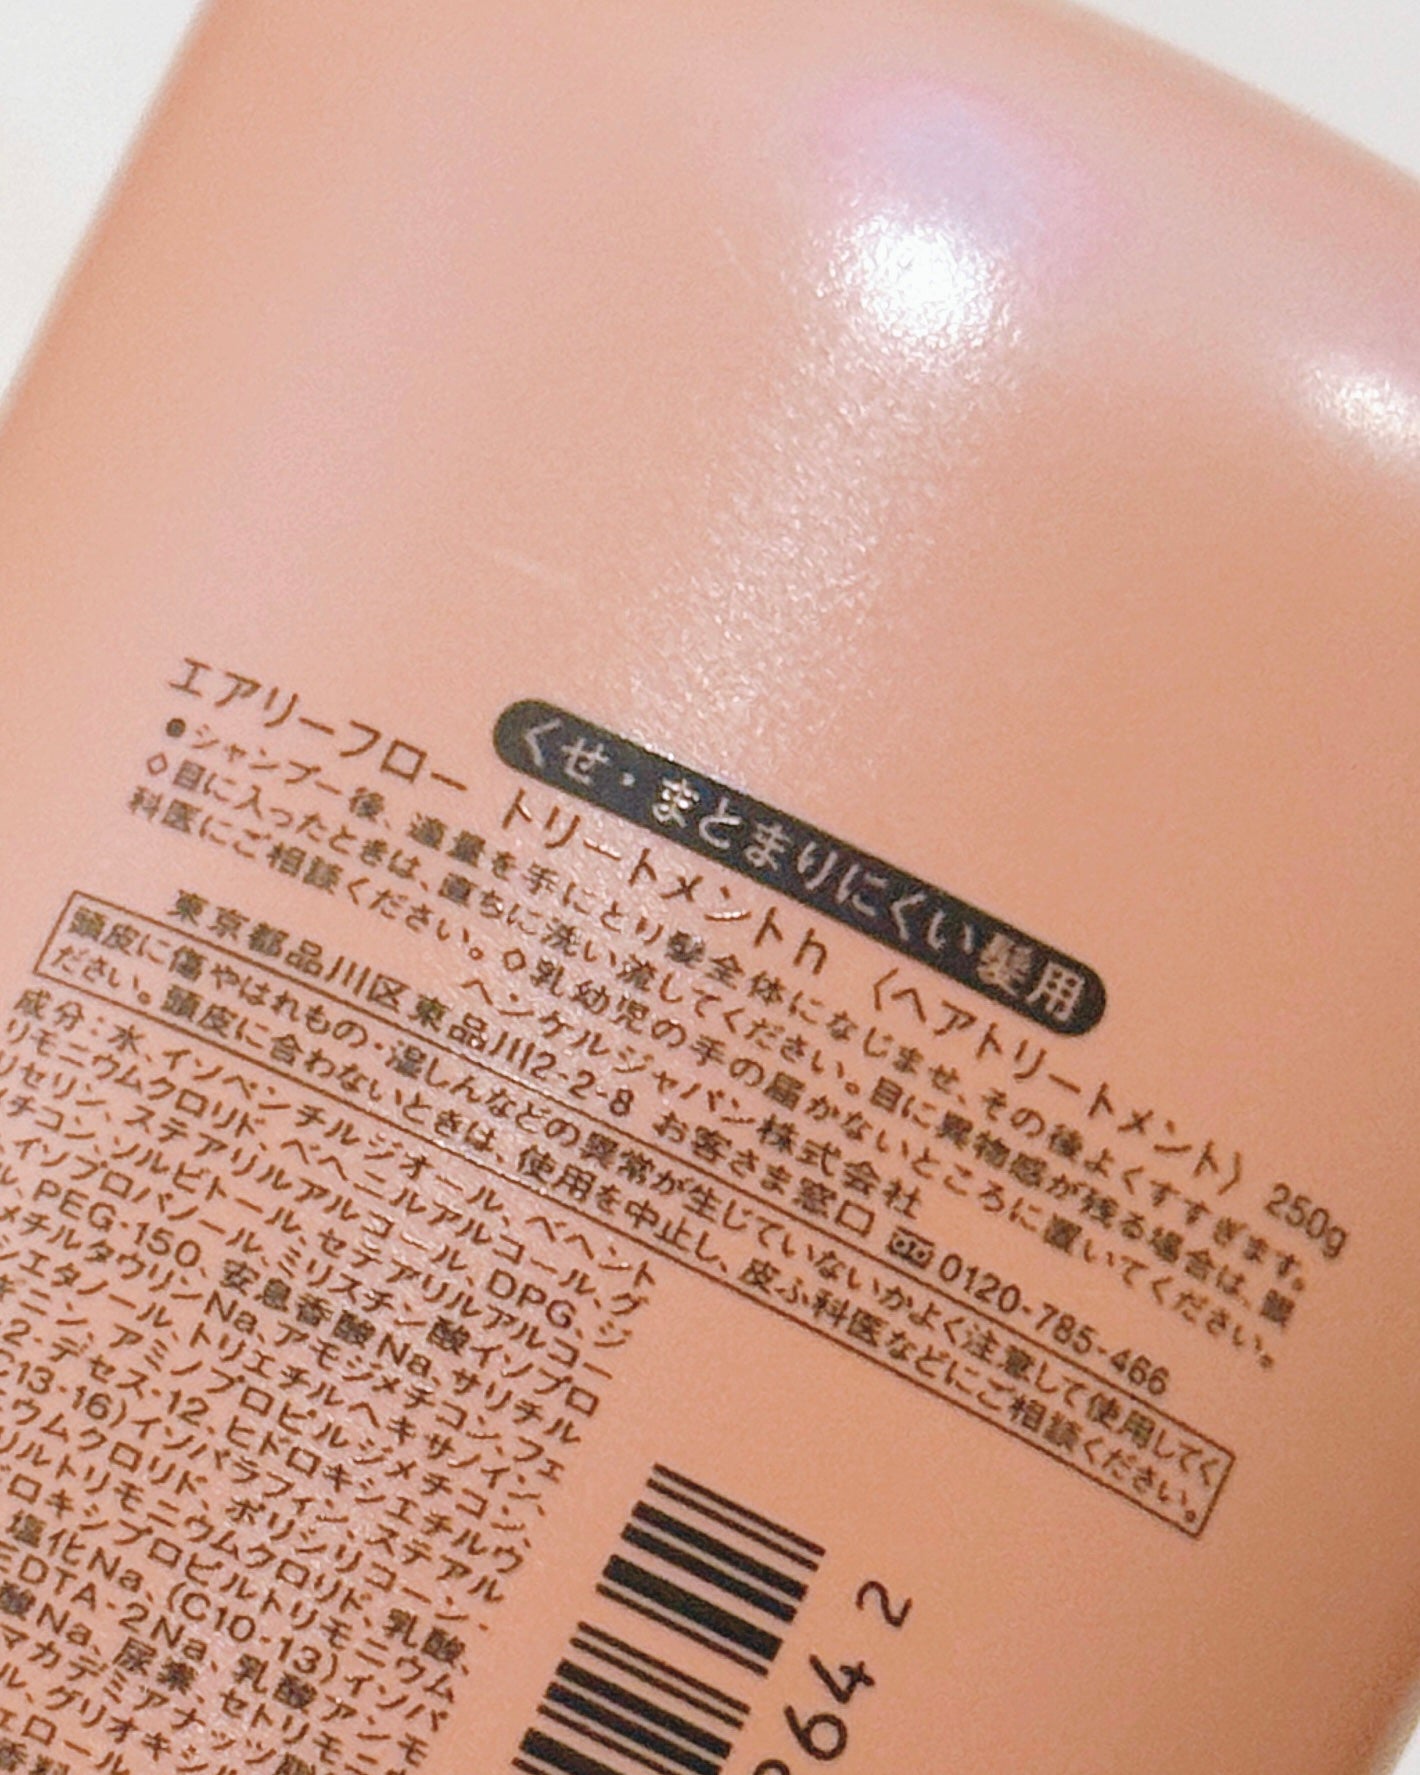 くせ・まとまりにくい髪用
エアリーフロー トリートメントh 〈ヘアトリートメント〉 250g
●シャンプー後、適量を手にとり髪全体になじませ、その後よくすすぎます。
◇目に入ったときは、直ちに洗い流してください。目に異物感が残る場合は、眼
科医にご相談ください。◇乳幼児の手の届かないところに置いてください。
ヘンケルジャパン株式会社
東京都品川区東品川2-2-8 お客さま窓口 0120-785-466
頭皮に傷やはれもの・湿しんなどの異常が生じていないかよく注意して使用してく
ださい。頭皮に合わないときは、使用を中止し、皮ふ科医などにご相談ください。
成分：水、イソペンチルジオール、ベヘント
リモニウムクロリド、ベヘニルアルコール、グ
リセリン、ステアリルアルコール、DPG、ジ
メチコン、ソルビトール、セテアリルアルコー
イソプロパノール、ミリスチン酸イソプロ
ル、PEG-150、安息香酸Na、サリチル
メチルタウリンNa、アモジメチコン、フェ
エタノール、トリエチルヘキサノイン、
ギニン、アミノプロピルジメチコン、
-2、デセス-12、ヒドロキシエチルウ
C13-16)イソパラフィン、ステアル
ウムクロリド、ポリシリコーン-
リルトリモニウムクロリド、乳酸、
ドロキシプロピルトリモニウム
塩化Na、(C10-13)イソパ
EDTA-2Na、乳酸アンモ
酸Na、尿素、セトリモニ
マカデミアナッツ脂
ル、グリオキシル
ェロール
香料
64 2